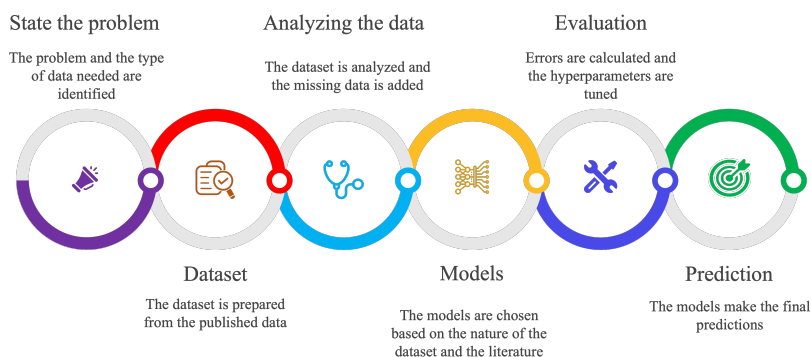 State the problem
The problem and the type
of data needed are
identified
Dataset
The dataset is prepared
from the published data
Analyzing the data
The dataset is analyzed and
the missing data is added
Models
The models are chosen
based on the nature of the
dataset and the literature
Evaluation
Errors are calculated and
the hyperparameters are
tuned
Prediction
The models make the final
predictions